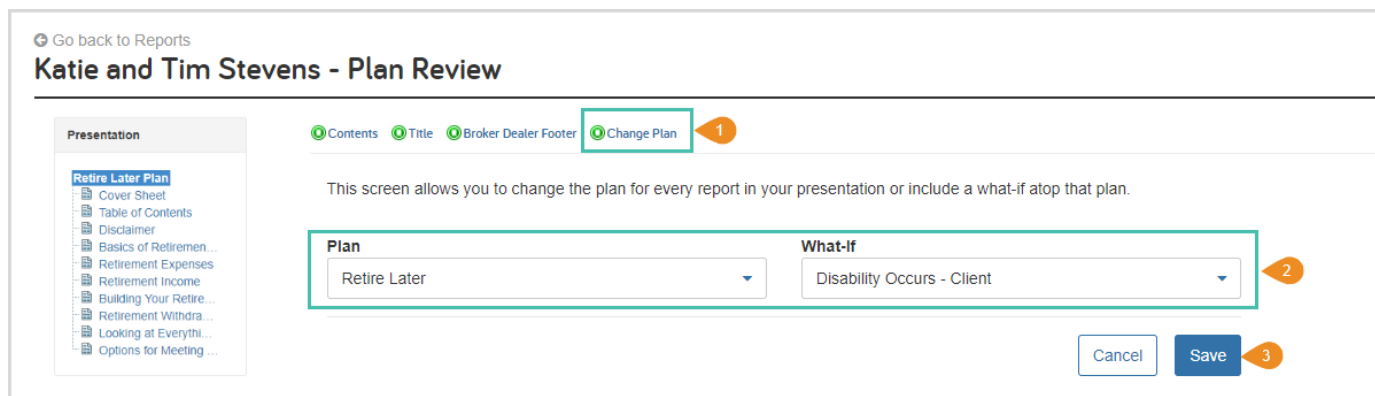 Go back to Reports
Katie and Tim Stevens - Plan Review
Presentation
Retire Later Plan
Cover Sheet
Table of Contents
Disclaimer
Basics of Retiremen...
Retirement Expenses
Retirement Income
Building Your Retire...
Retirement Withdra...
Looking at Everythi...
Options for Meeting ...
Contents Title Broker Dealer Footer Change Plan 1
This screen allows you to change the plan for every report in your presentation or include a what-if atop that plan.
Plan What-If
Retire Later Disability Occurs - Client 2
Cancel Save 3